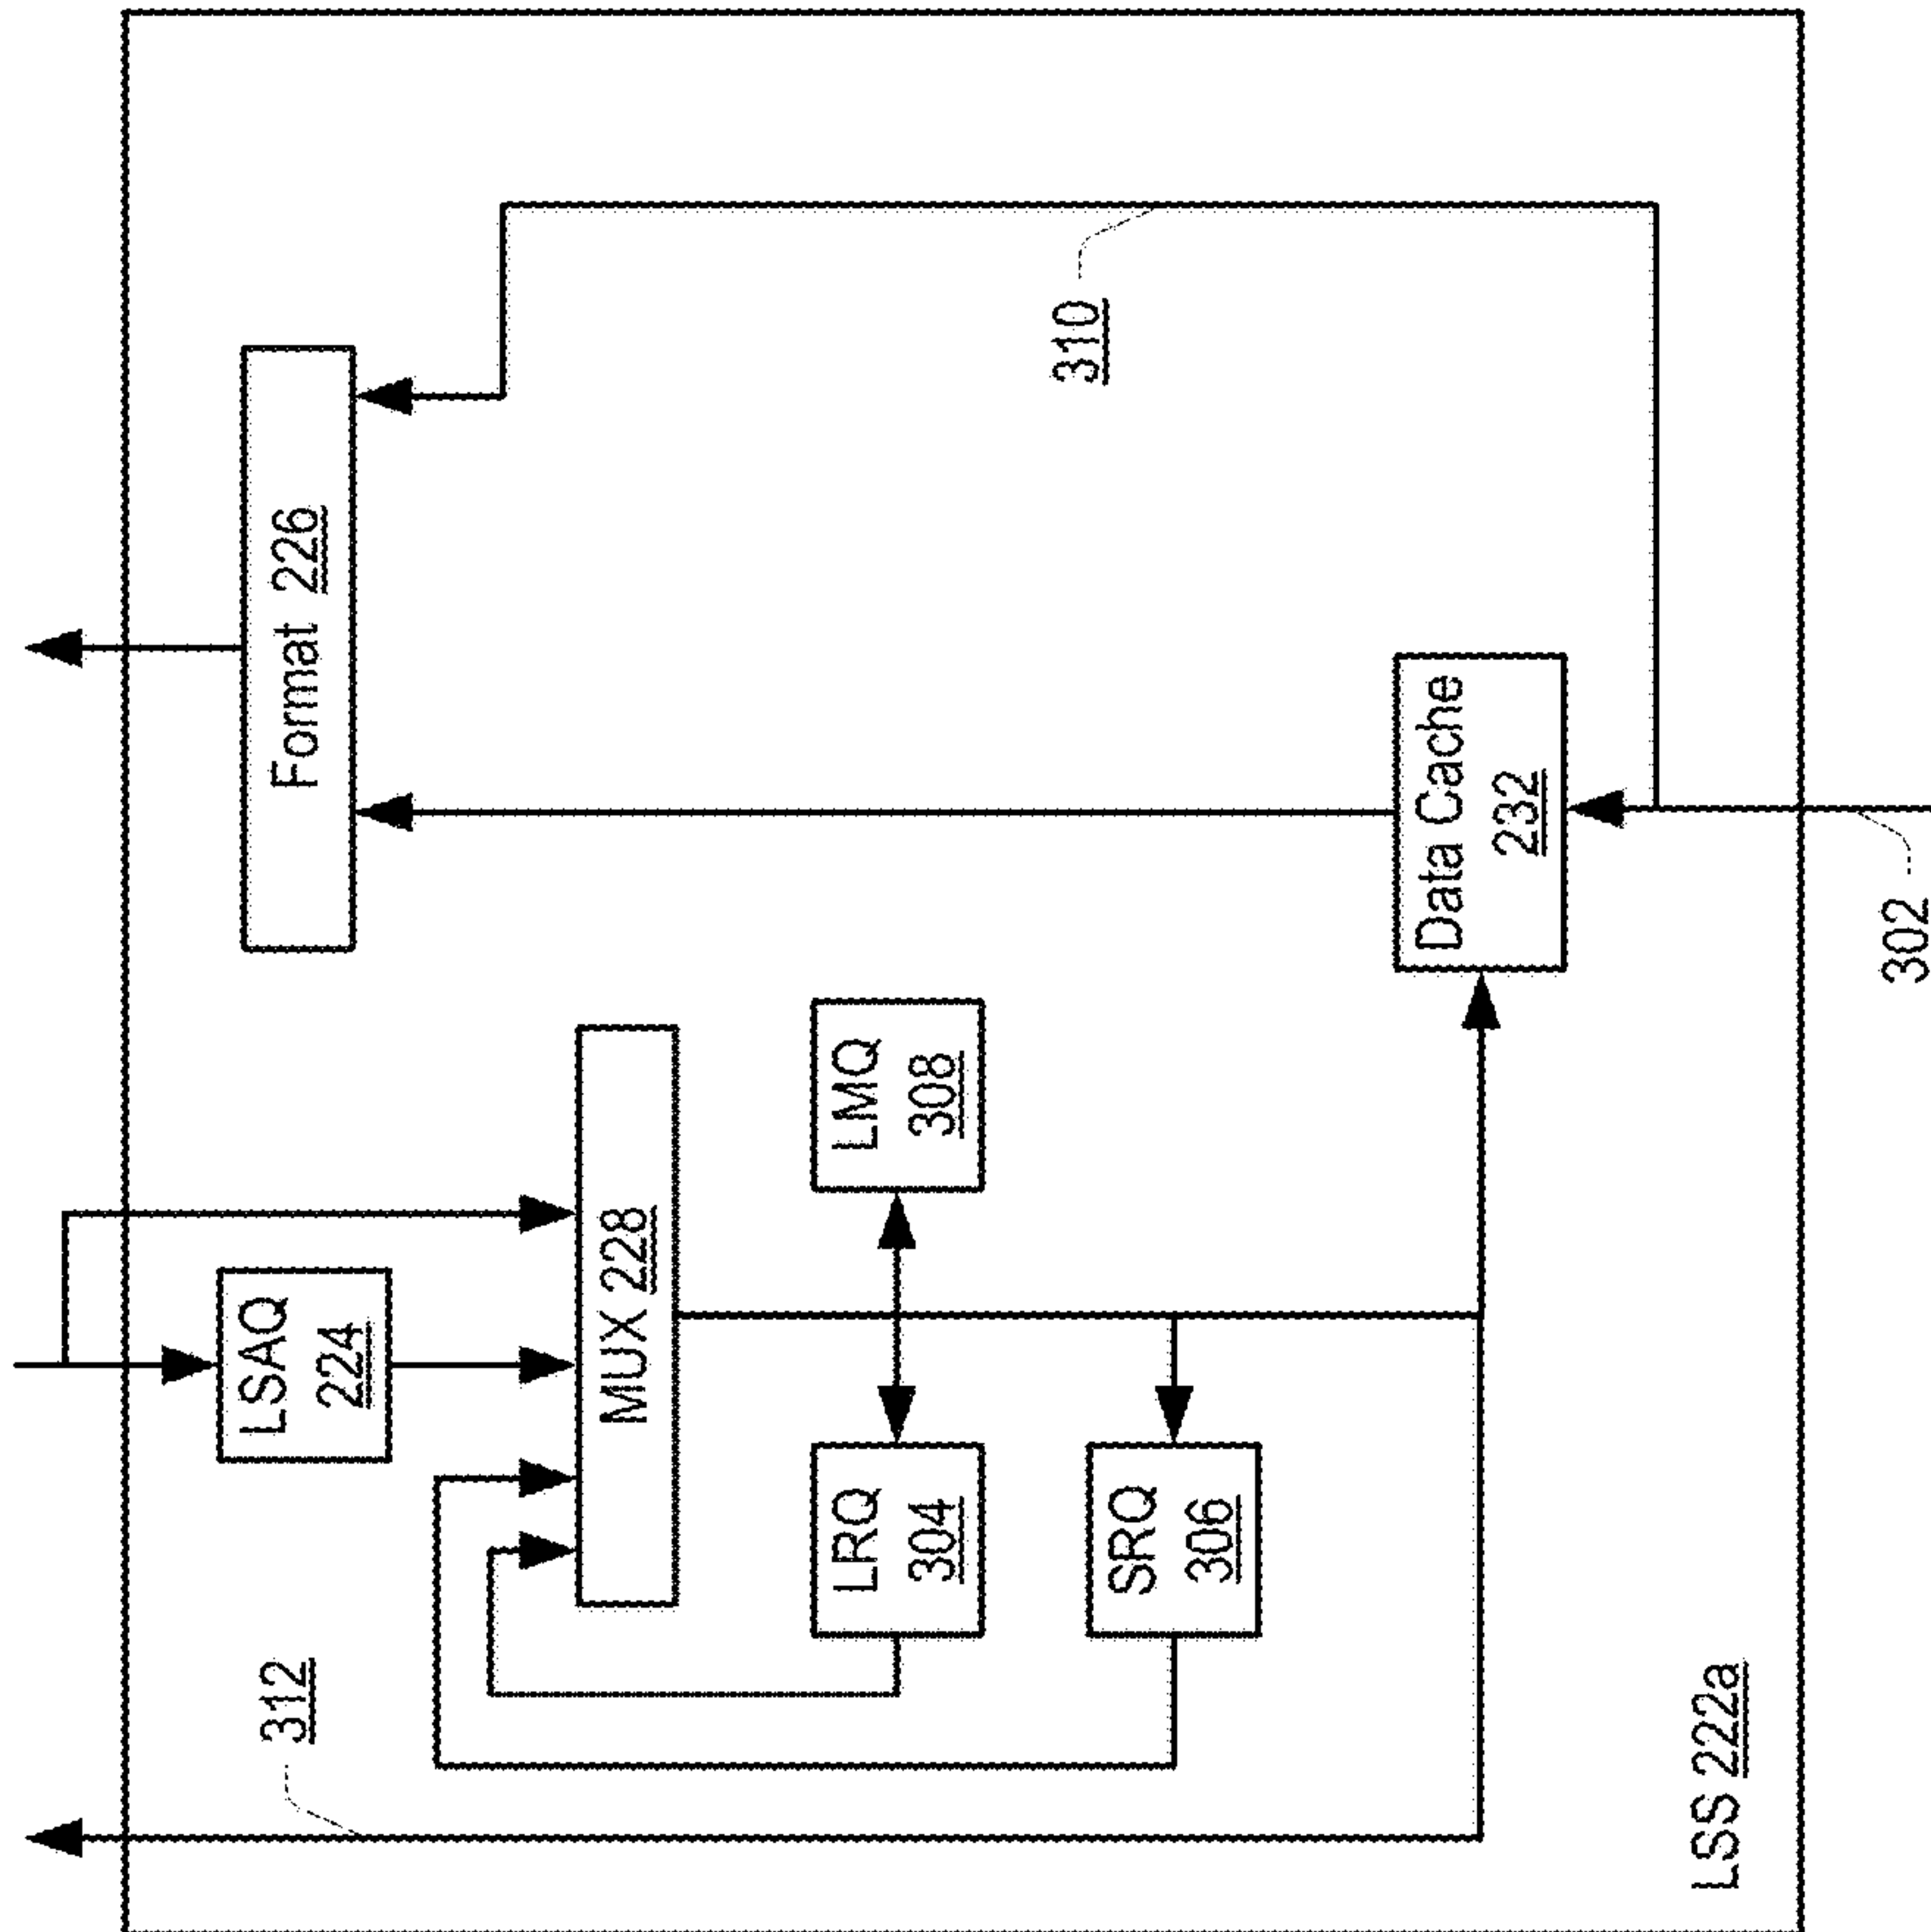 312
LSAQ
224
MUX 228
LRQ
304
LMQ
308
SRQ
306
Format 226
310
Data Cache
232
302
LSS 222a